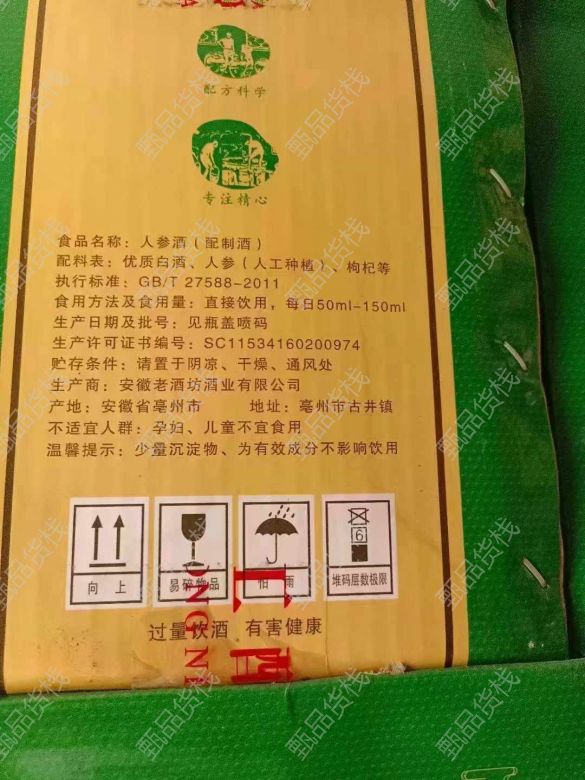 配方科学
专注精心
食品名称：人参酒（配制酒）
配料表：优质白酒、人参（人工种植）、枸杞等
执行标准：GB/T 27588-2011
食用方法及食用量：直接饮用，每日50ml-150ml
生产日期及批号：见瓶盖喷码
生产许可证书编号：SC11534160200974
贮存条件：请置于阴凉、干燥、通风处
生产商：安徽老酒坊酒业有限公司
产地：安徽省亳州市 地址：亳州市古井镇
不适宜人群：孕妇、儿童不宜食用
温馨提示：少量沉淀物、为有效成分不影响饮用
6
向上 易碎物品 怕雨 堆码层数极限
过量饮酒 有害健康
甄品货栈